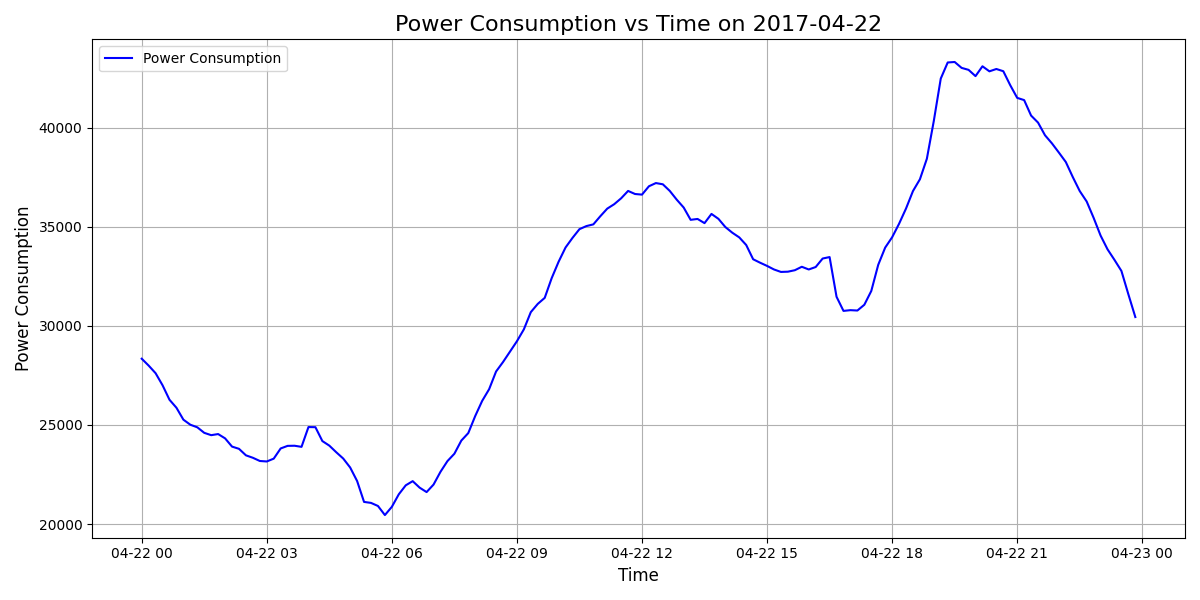 Power Consumption vs Time on 2017-04-22
Power Consumption
40000
35000
30000
25000
20000
Power Consumption
04-22 00 04-22 03 04-22 06 04-22 09 04-22 12 04-22 15 04-22 18 04-22 21 04-23 00
Time